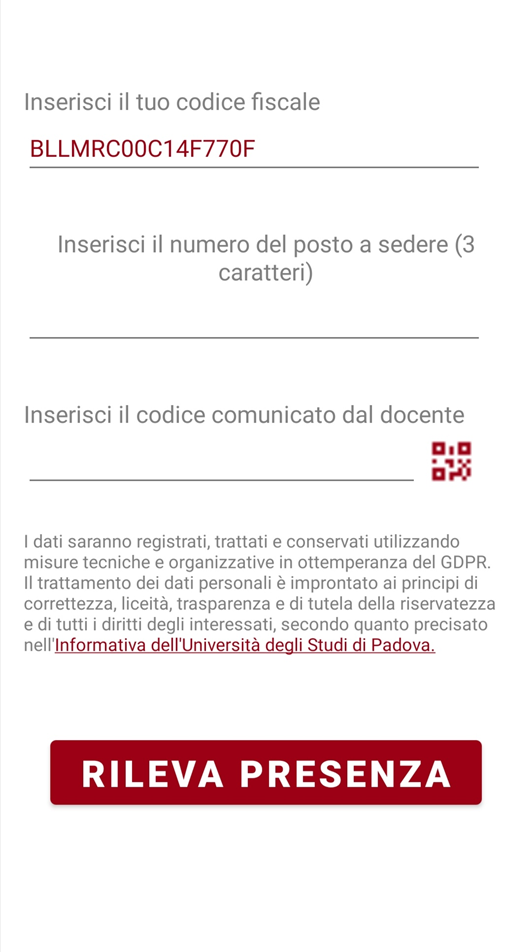 Inserisci il tuo codice fiscale
BLLMRC00C14F770F
Inserisci il numero del posto a sedere (3
caratteri)
Inserisci il codice comunicato dal docente
I dati saranno registrati, trattati e conservati utilizzando
misure tecniche e organizzative in ottemperanza del GDPR.
Il trattamento dei dati personali è improntato ai principi di
correttezza, liceità, trasparenza e di tutela della riservatezza
e di tutti i diritti degli interessati, secondo quanto precisato
nell'Informativa dell'Università degli Studi di Padova.
RILEVA PRESENZA